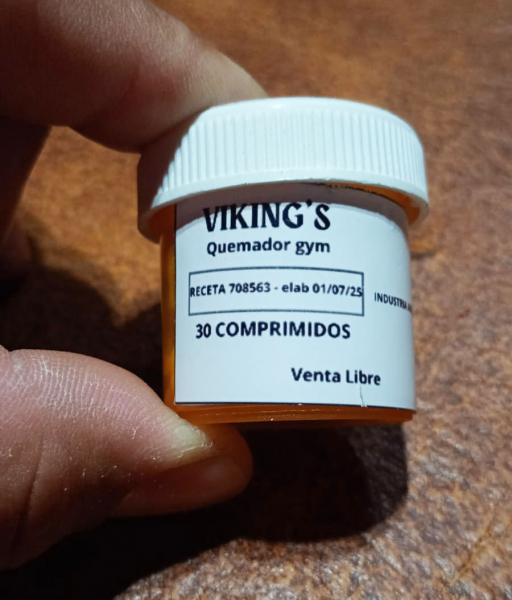 VIKING'S
Quemador gym
RECETA 708563 - elab 01/07/25
INDUSTRIA
30 COMPRIMIDOS
Venta Libre